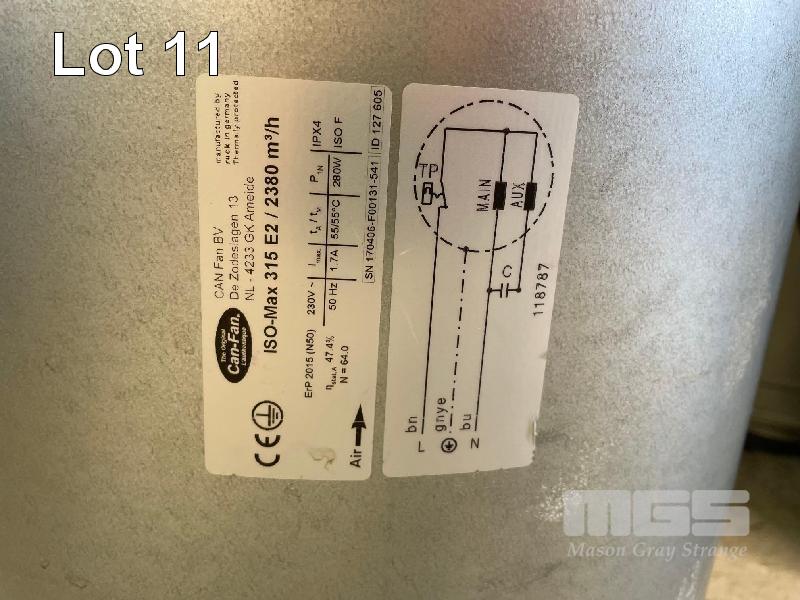 Lot 11
manufactured by
ruck in germany
Thermally protected
CAN Fan BV
De Zodeslagen 13
NL - 4233 GK Ameide
The Original
Can-Fan.
L'authentique
ISO-Max 315 E2 / 2380 m³/h
CE
ErP 2015 (N50)
ηstatA 47.4%
N = 64.0
230V ~ Imax. tA / tV P1N IPX4
50 Hz 1.7A 55/55°C 280W ISO F
SN 170406-F00131-541 ID 127 605
Air
TP
MAIN
AUX
C
118787
bn
gnye
bu
L
N
MGS
Mason Gray Strange